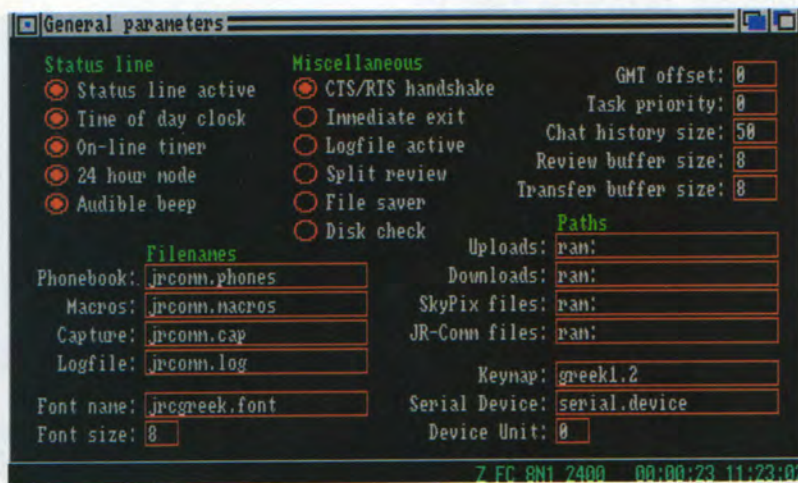 General parameters
Status line
Status line active
Time of day clock
On-line timer
24 hour mode
Audible beep
Miscellaneous
CTS/RTS handshake
Immediate exit
Logfile active
Split review
File saver
Disk check
GMT offset: 0
Task priority: 0
Chat history size: 50
Review buffer size: 8
Transfer buffer size: 8
Filenames
Phonebook: jrcomm.phones
Macros: jrcomm.macros
Capture: jrcomm.cap
Logfile: jrcomm.log
Font name: jrcgreek.font
Font size: 8
Paths
Uploads: ram:
Downloads: ram:
SkyPix files: ram:
JR-Comm files: ram:
Keymap: greek1.2
Serial Device: serial.device
Device Unit: 0
Z FC 8N1 2400 00:00:23 11:23:02